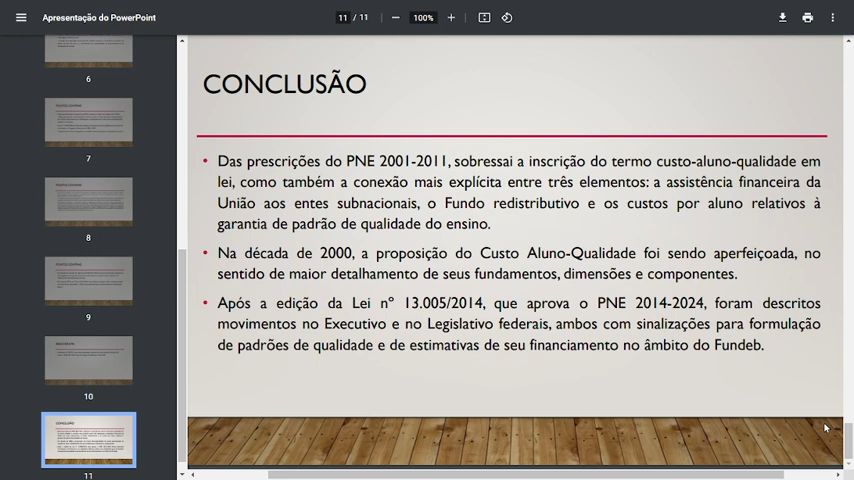 Apresentação do PowerPoint
11 / 11
100%
6
7
8
9
10
CONCLUSÃO
11
CONCLUSÃO
• Das prescrições do PNE 2001-2011, sobressai a inscrição do termo custo-aluno-qualidade em
lei, como também a conexão mais explícita entre três elementos: a assistência financeira da
União aos entes subnacionais, o Fundo redistributivo e os custos por aluno relativos à
garantia de padrão de qualidade do ensino.
• Na década de 2000, a proposição do Custo Aluno-Qualidade foi sendo aperfeiçoada, no
sentido de maior detalhamento de seus fundamentos, dimensões e componentes.
• Após a edição da Lei nº 13.005/2014, que aprova o PNE 2014-2024, foram descritos
movimentos no Executivo e no Legislativo federais, ambos com sinalizações para formulação
de padrões de qualidade e de estimativas de seu financiamento no âmbito do Fundeb.